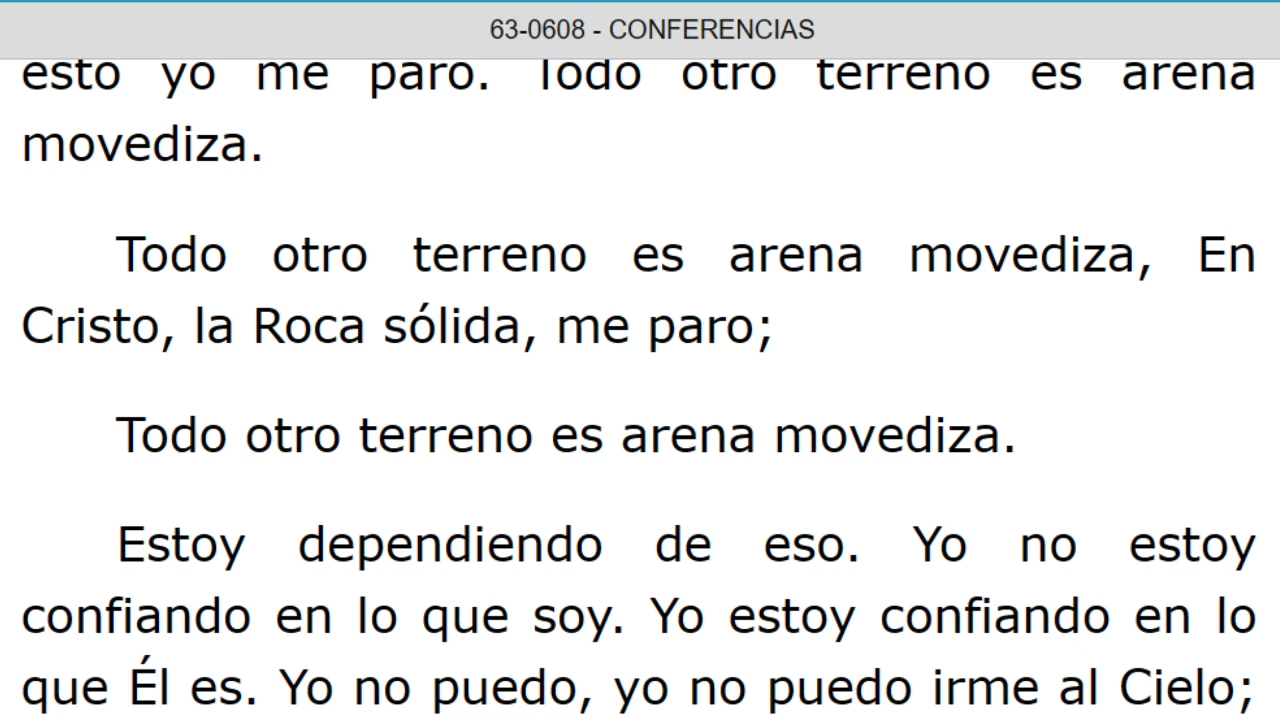 63-0608 - CONFERENCIAS
esto yo me paro. Todo otro terreno es arena
movediza.
Todo otro terreno es arena movediza, En
Cristo, la Roca sólida, me paro;
Todo otro terreno es arena movediza.
Estoy dependiendo de eso. Yo no estoy
confiando en lo que soy. Yo estoy confiando en lo
que Él es. Yo no puedo, yo no puedo irme al Cielo;